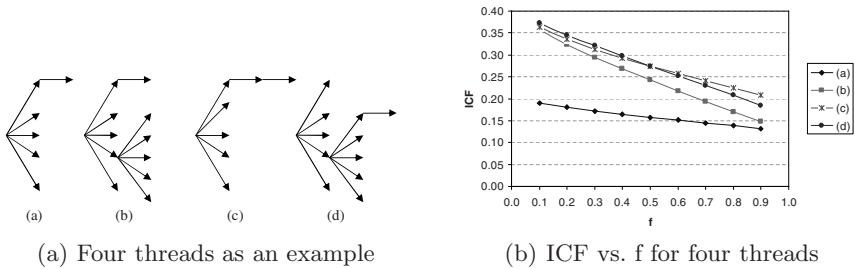 (a)
(b)
(c)
(d)
(a) Four threads as an example
0.40
0.35
0.30
0.25
0.20
0.15
0.10
0.05
0.00
ICF
0.0 0.1 0.2 0.3 0.4 0.5 0.6 0.7 0.8 0.9 1.0
f
(a)
(b)
(c)
(d)
(b) ICF vs. f for four threads